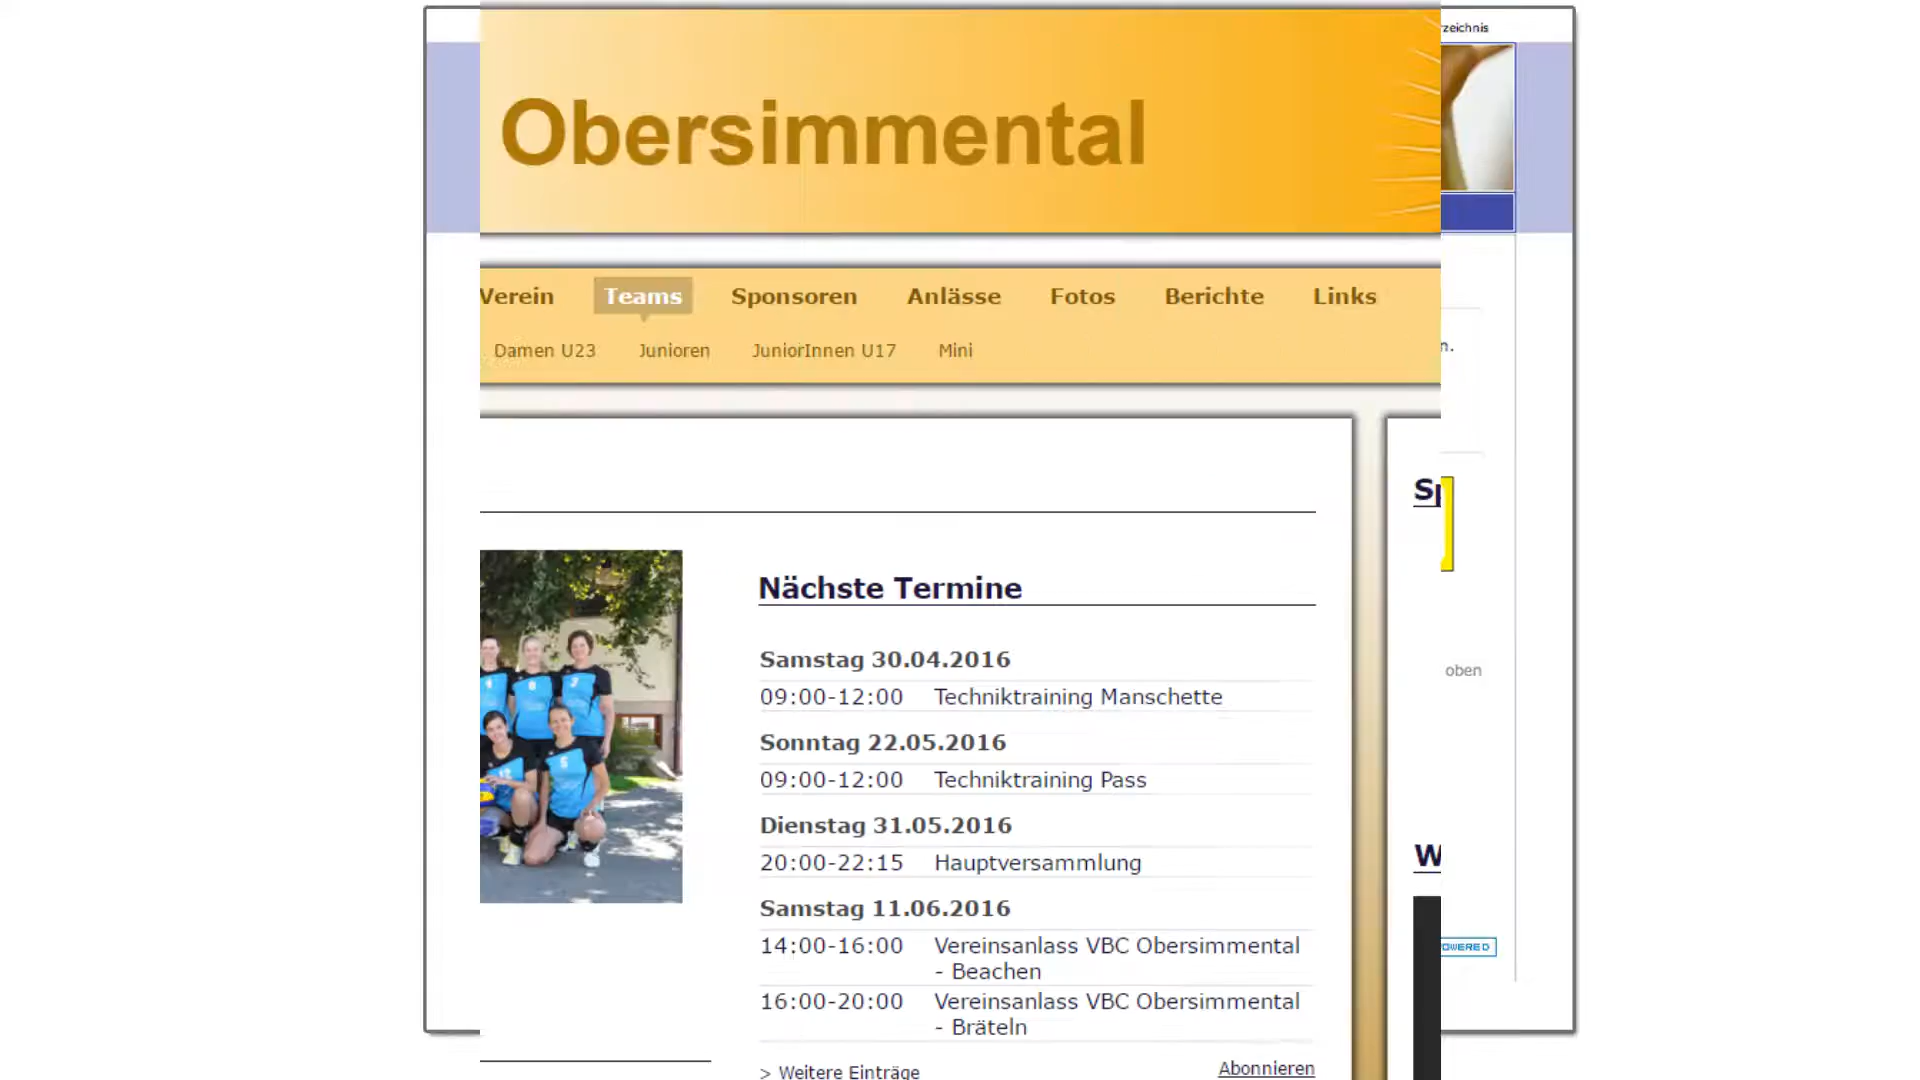 zeichnis
Obersimmental
Verein Teams Sponsoren Anlässe Fotos Berichte Links
Damen U23 Junioren JuniorInnen U17 Mini
n.
Sp
Nächste Termine
Samstag 30.04.2016
09:00-12:00 Techniktraining Manschette
oben
Sonntag 22.05.2016
09:00-12:00 Techniktraining Pass
Dienstag 31.05.2016
20:00-22:15 Hauptversammlung
W
Samstag 11.06.2016
14:00-16:00 Vereinsanlass VBC Obersimmental
- Beachen
OWERED
16:00-20:00 Vereinsanlass VBC Obersimmental
- Bräteln
> Weitere Einträge Abonnieren